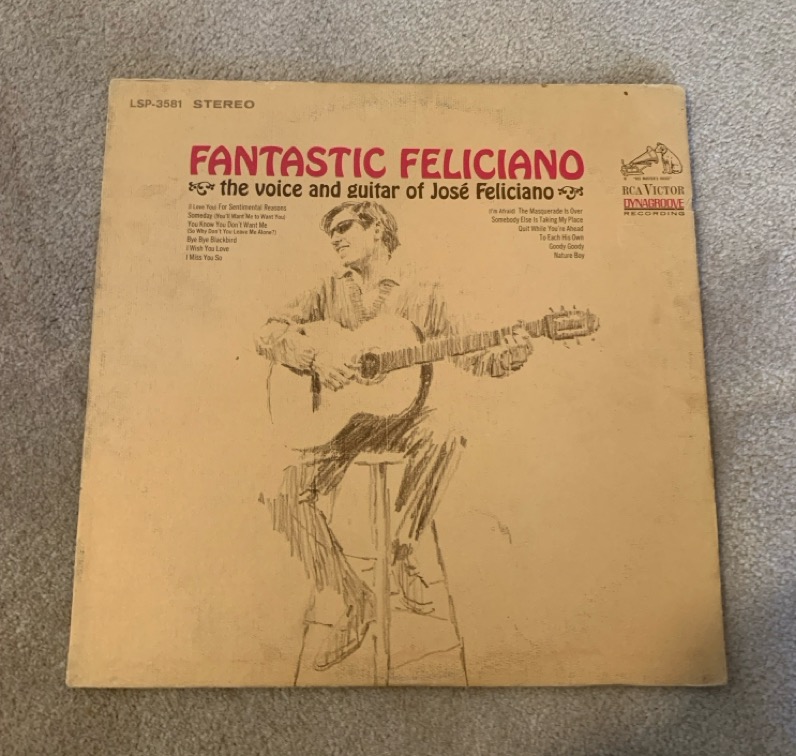 LSP-3581 STEREO
FANTASTIC FELICIANO
the voice and guitar of José Feliciano
(I Love You) For Sentimental Reasons
Someday (You'll Want Me to Want You)
You Know You Don't Want Me
(So Why Don't You Leave Me Alone?)
Bye Bye Blackbird
I Wish You Love
I Miss You So
(I'm Afraid) The Masquerade Is Over
Somebody Else Is Taking My Place
Quit While You're Ahead
To Each His Own
Goody Goody
Nature Boy
"HIS MASTER'S VOICE"
RCA VICTOR
DYNAGROOVE
RECORDING